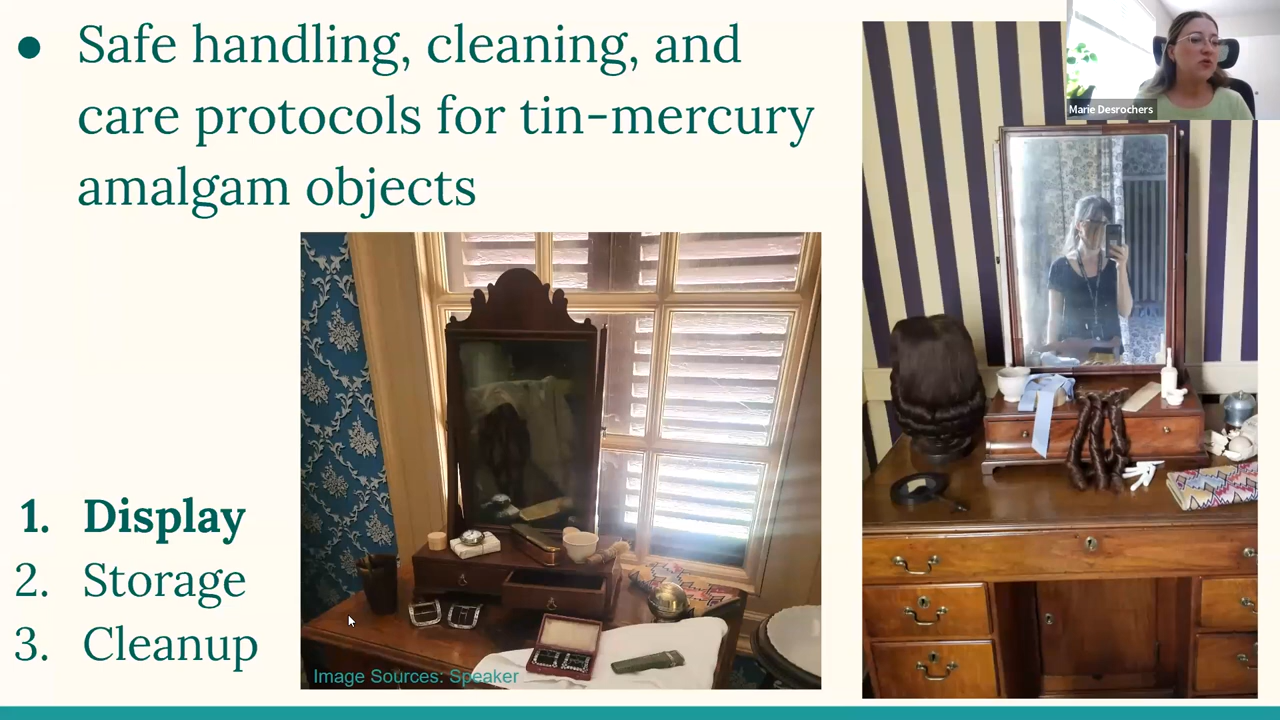 Safe handling, cleaning, and
care protocols for tin-mercury
amalgam objects
Marie Desrochers
1. Display
2. Storage
3. Cleanup
Image Sources: Speaker